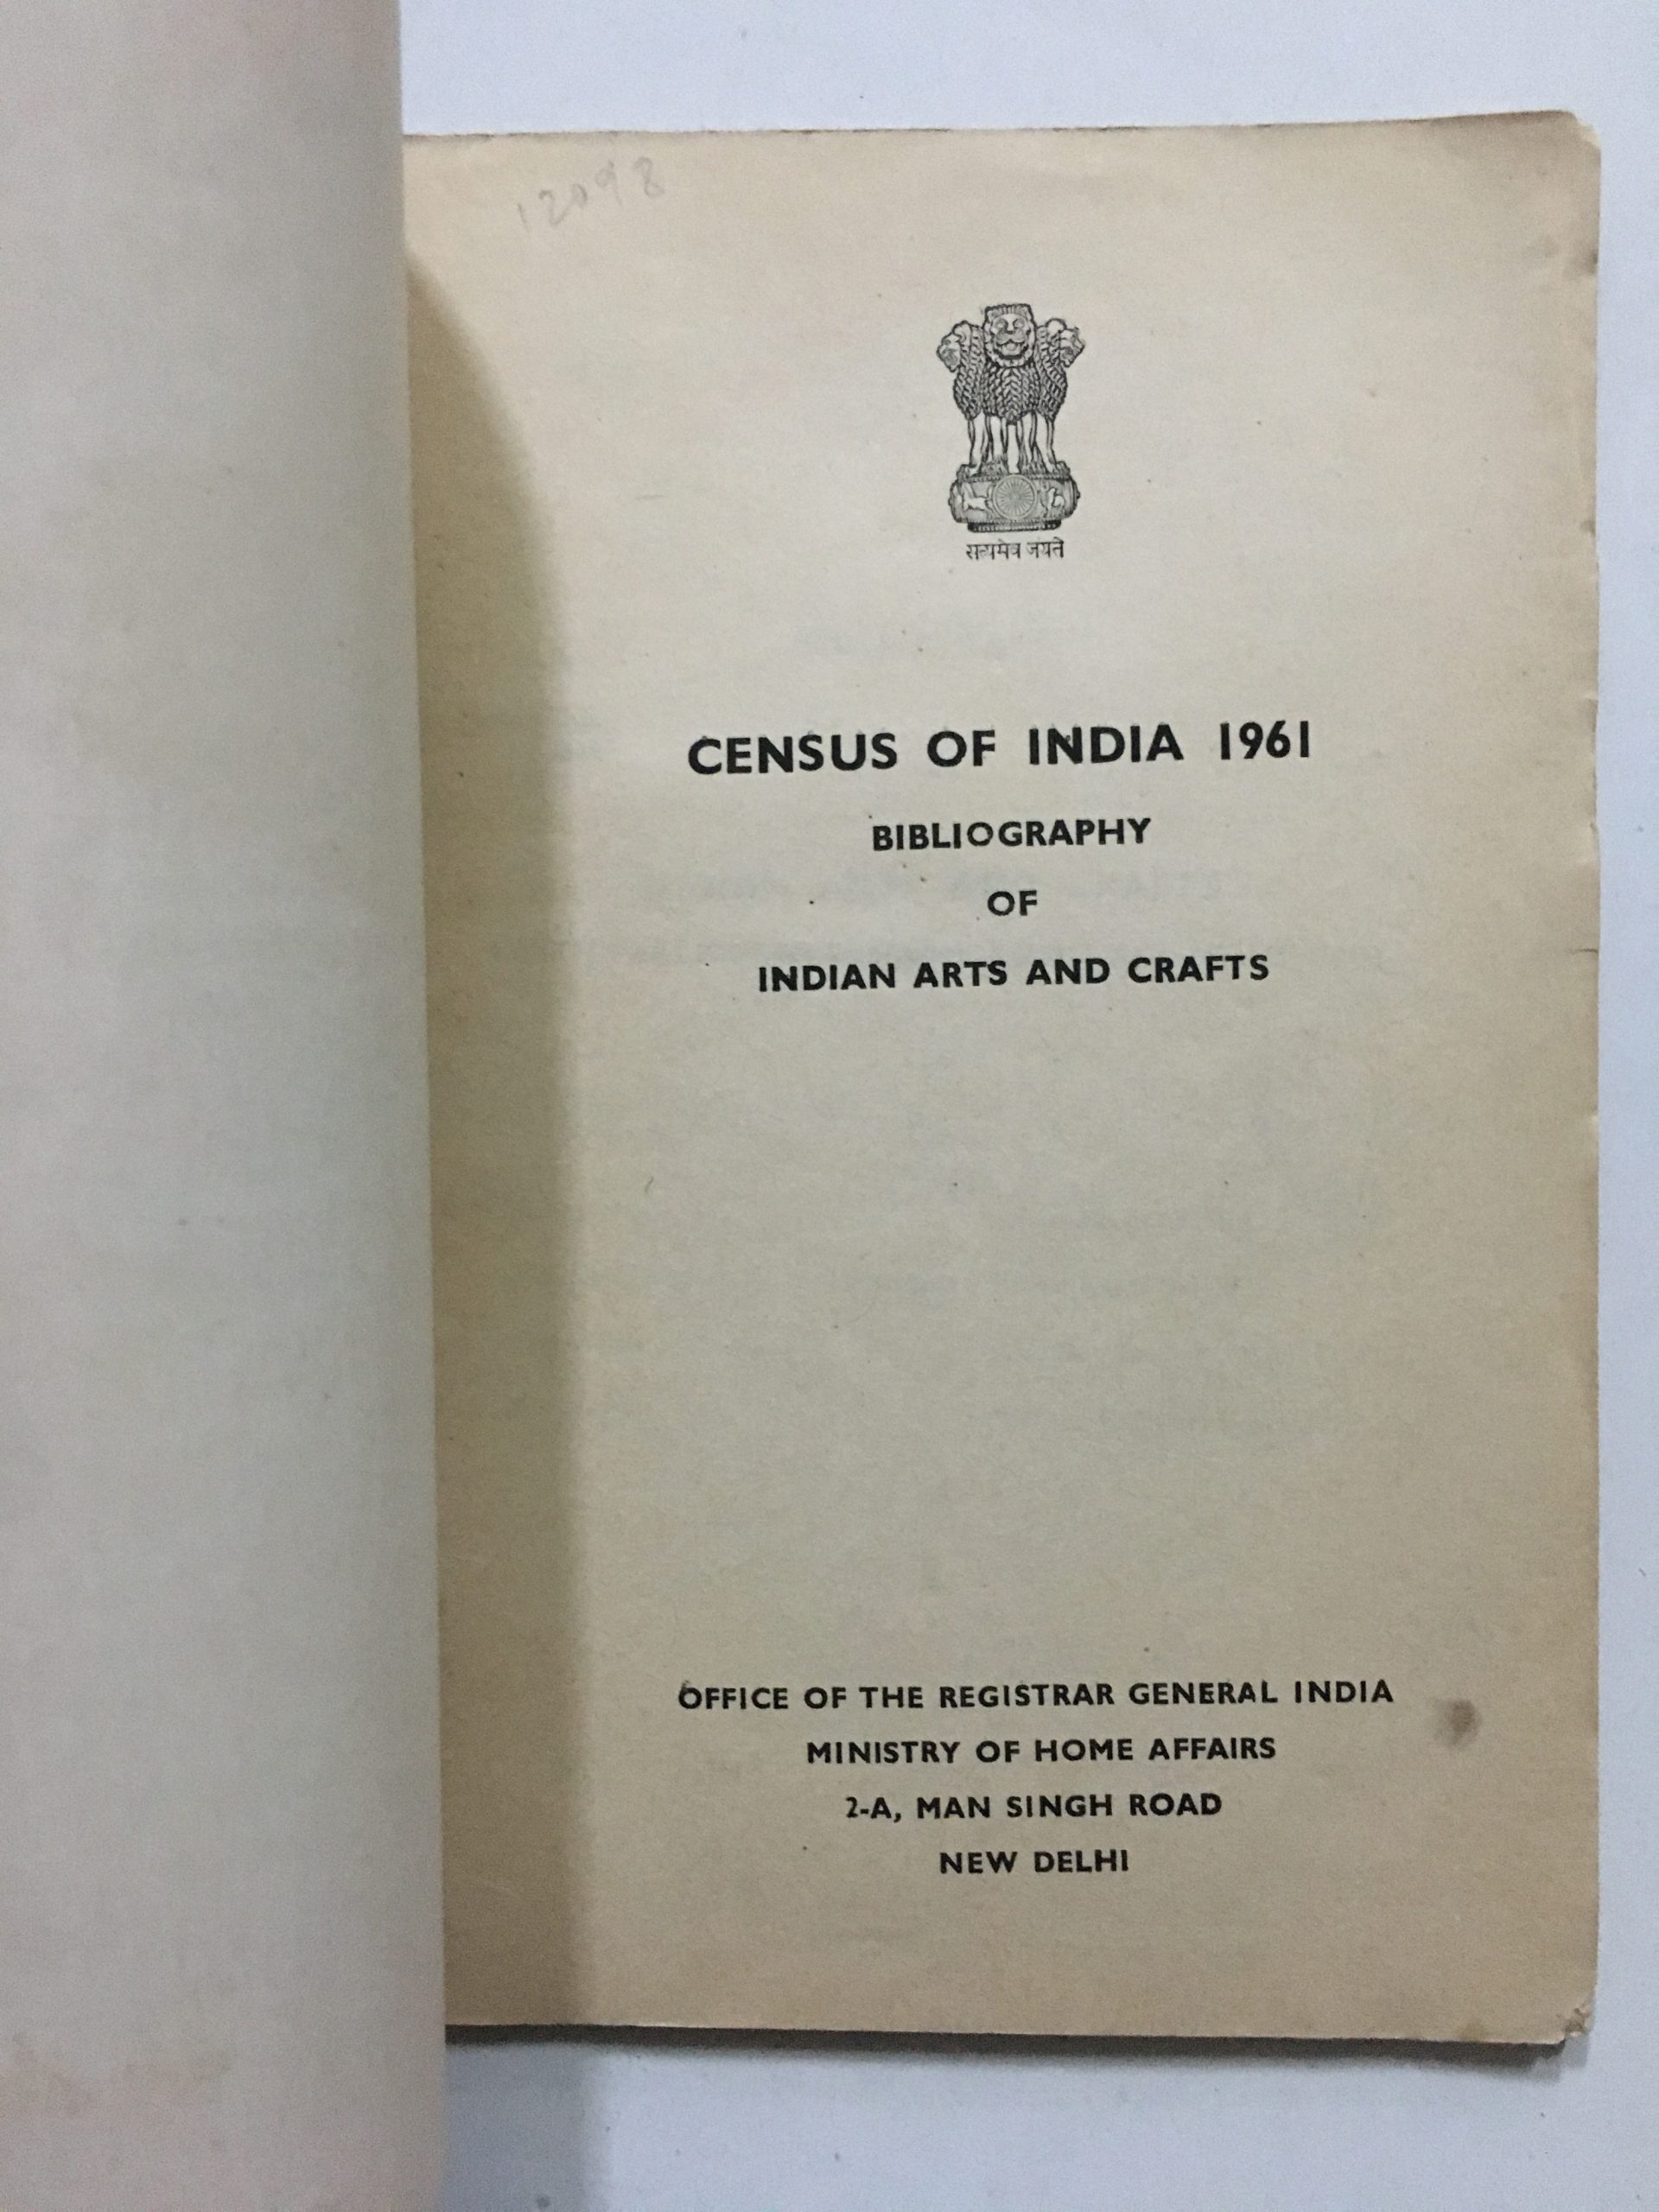 12098
सत्यमेव जयते
CENSUS OF INDIA 1961
BIBLIOGRAPHY
OF
INDIAN ARTS AND CRAFTS
OFFICE OF THE REGISTRAR GENERAL INDIA
MINISTRY OF HOME AFFAIRS
2-A, MAN SINGH ROAD
NEW DELHI